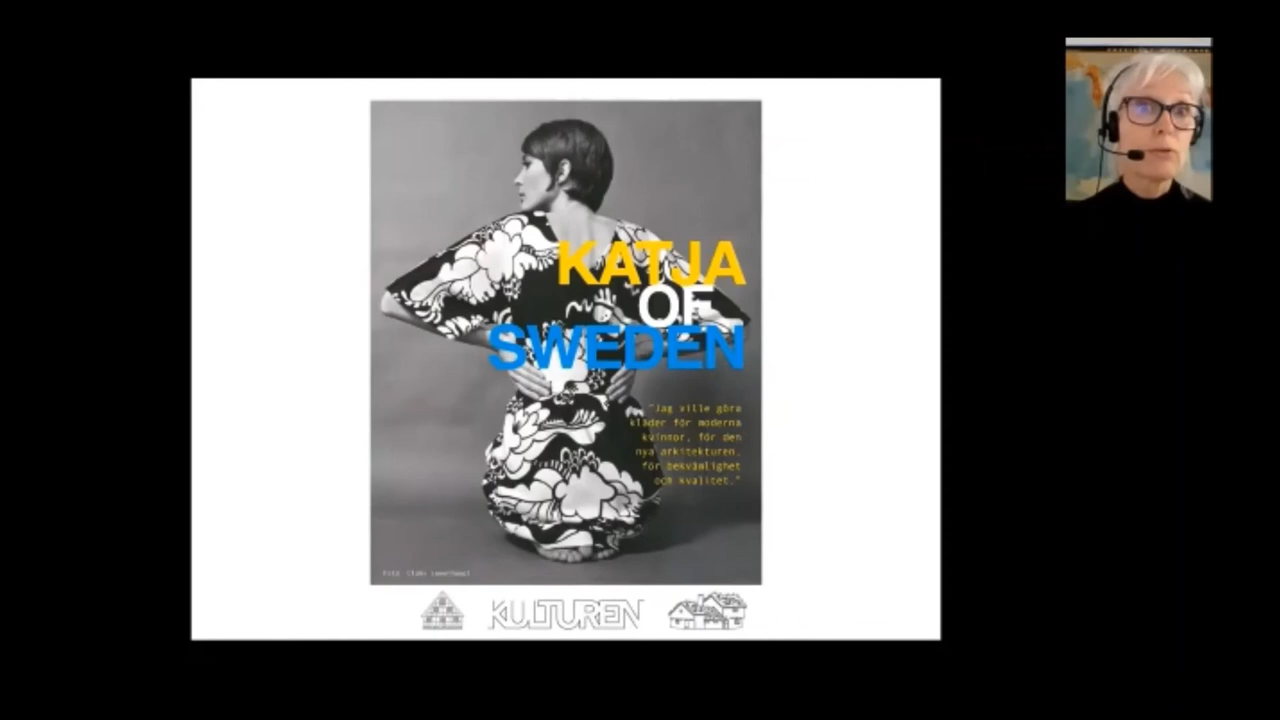 KATJA
OF
SWEDEN
"Jag ville göra
kläder för moderna
kvinnor, för den
nya arkitekturen,
för bekvämlighet
och kvalitet."
KULTUREN